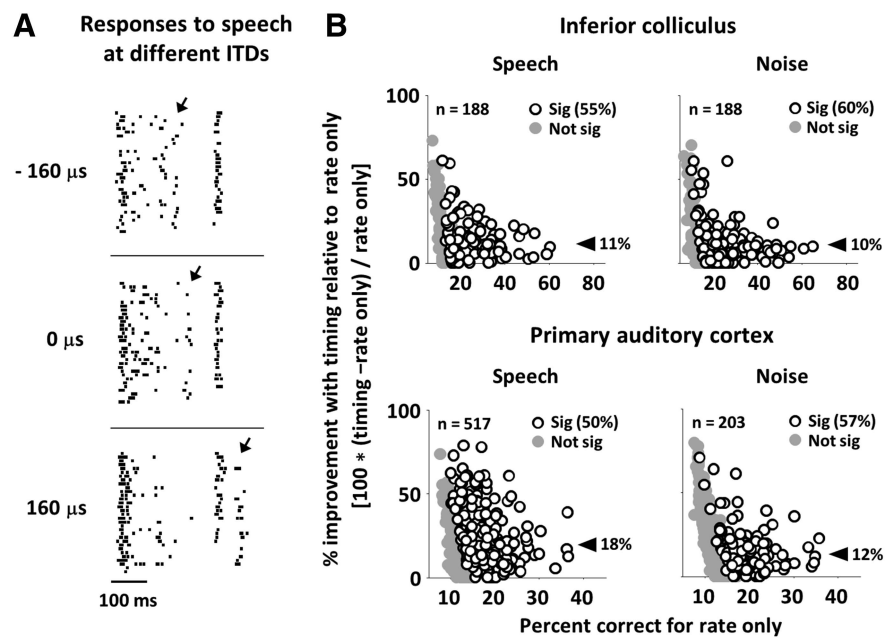 A
Responses to speech
at different ITDs
- 160 μs
0 μs
160 μs
100 ms
B
% improvement with timing relative to rate only
[100 * (timing –rate only) / rate only]
Inferior colliculus
Speech
Noise
100
50
0
n = 188
Sig (55%)
Not sig
11%
20 40 60 80
n = 188
Sig (60%)
Not sig
10%
20 40 60 80
Primary auditory cortex
Speech
Noise
100
50
0
n = 517
Sig (50%)
Not sig
18%
10 20 30 40
n = 203
Sig (57%)
Not sig
12%
10 20 30 40
Percent correct for rate only